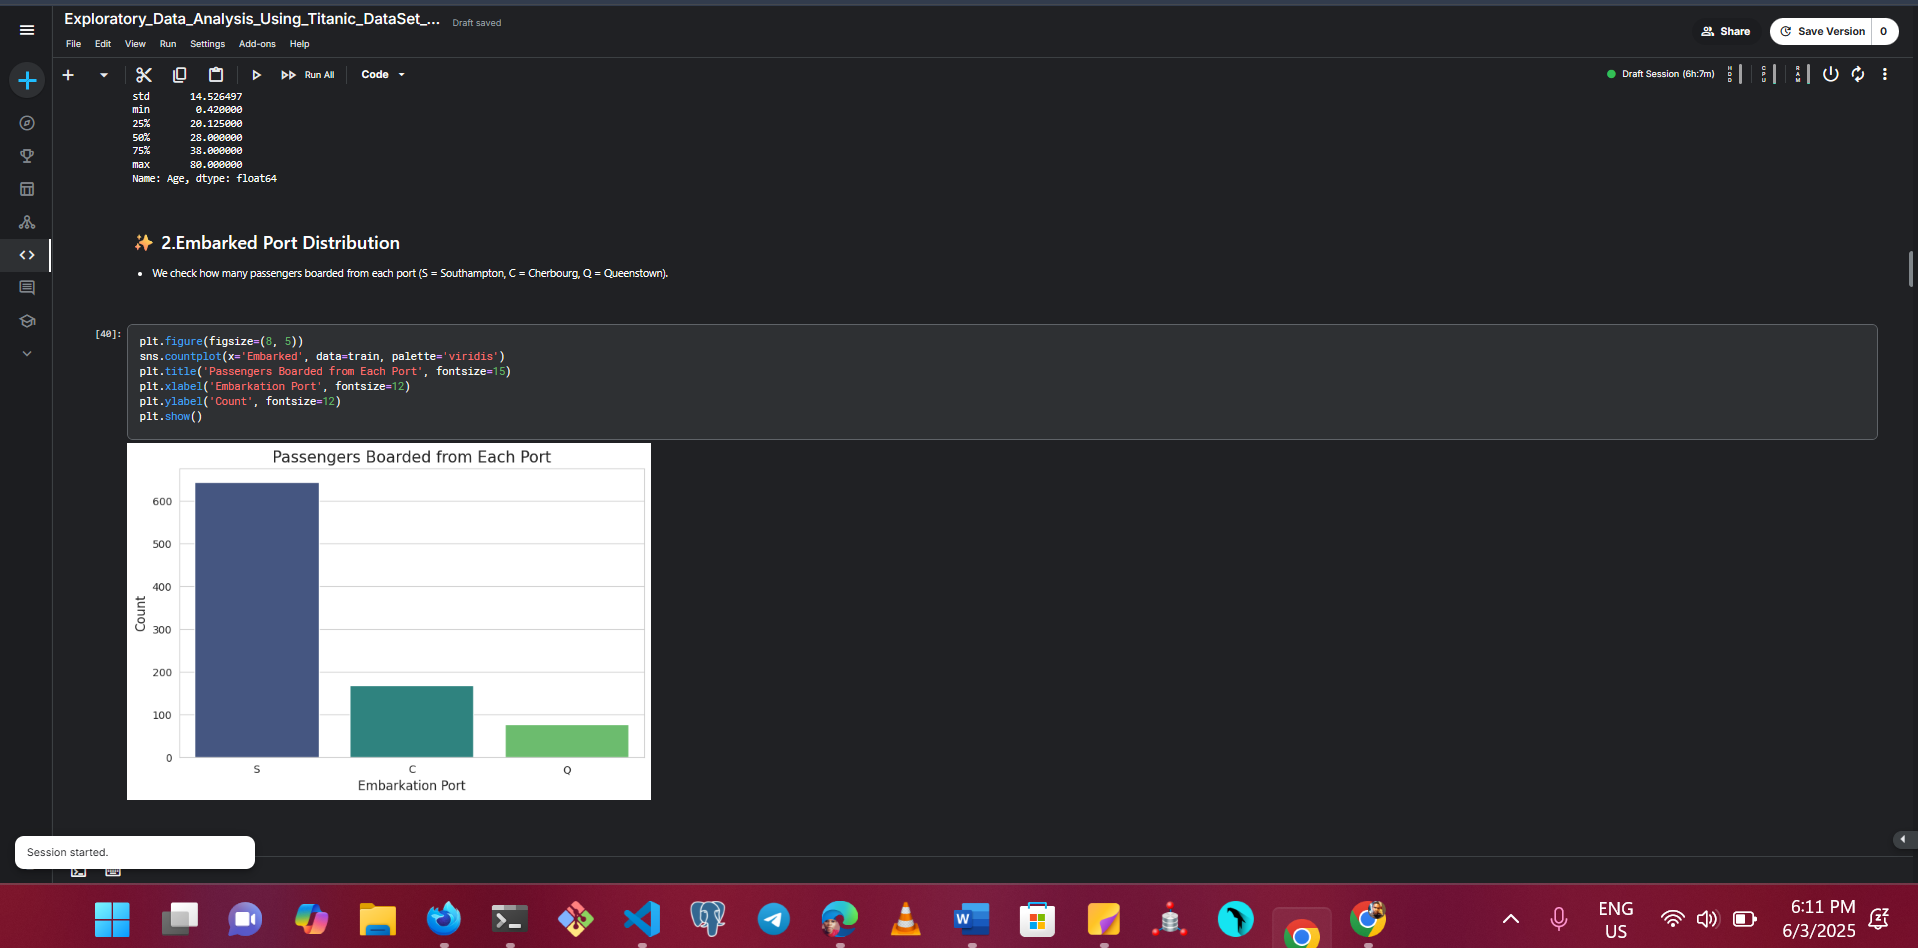 Exploratory_Data_Analysis_Using_Titanic_DataSet_... Draft saved
File Edit View Run Settings Add-ons Help
Share
Save Version 0
Run All
Code
Draft Session (6h:7m)
HDD
CPU
RAM
std 14.526497
min 0.420000
25% 20.125000
50% 28.000000
75% 38.000000
max 80.000000
Name: Age, dtype: float64
✨ 2.Embarked Port Distribution
• We check how many passengers boarded from each port (S = Southampton, C = Cherbourg, Q = Queenstown).
[40]:
plt.figure(figsize=(8, 5))
sns.countplot(x='Embarked', data=train, palette='viridis')
plt.title('Passengers Boarded from Each Port', fontsize=15)
plt.xlabel('Embarkation Port', fontsize=12)
plt.ylabel('Count', fontsize=12)
plt.show()
Passengers Boarded from Each Port
600
500
400
300
200
100
0
Count
S C Q
Embarkation Port
Session started.
W
ENG
US
6:11 PM
6/3/2025